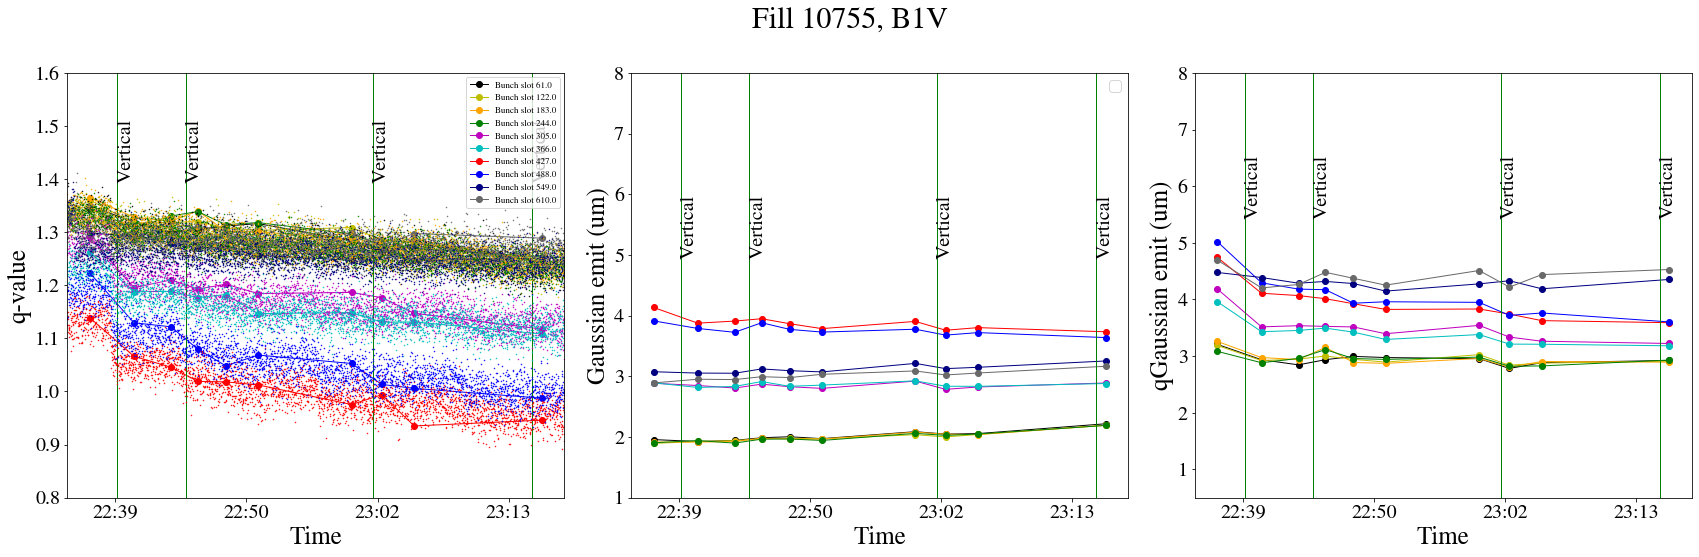 Fill 10755, B1V
1.6
1.5
1.4
1.3
1.2
1.1
1.0
0.9
0.8
q-value
Vertical
Vertical
Vertical
Vertical
Bunch slot 61.0
Bunch slot 122.0
Bunch slot 183.0
Bunch slot 244.0
Bunch slot 305.0
Bunch slot 366.0
Bunch slot 427.0
Bunch slot 488.0
Bunch slot 549.0
Bunch slot 610.0
22:39
22:50
23:02
23:13
Time
8
7
6
5
4
3
2
1
Gaussian emit (um)
Vertical
Vertical
Vertical
Vertical
22:39
22:50
23:02
23:13
Time
8
7
6
5
4
3
2
1
qGaussian emit (um)
Vertical
Vertical
Vertical
Vertical
22:39
22:50
23:02
23:13
Time